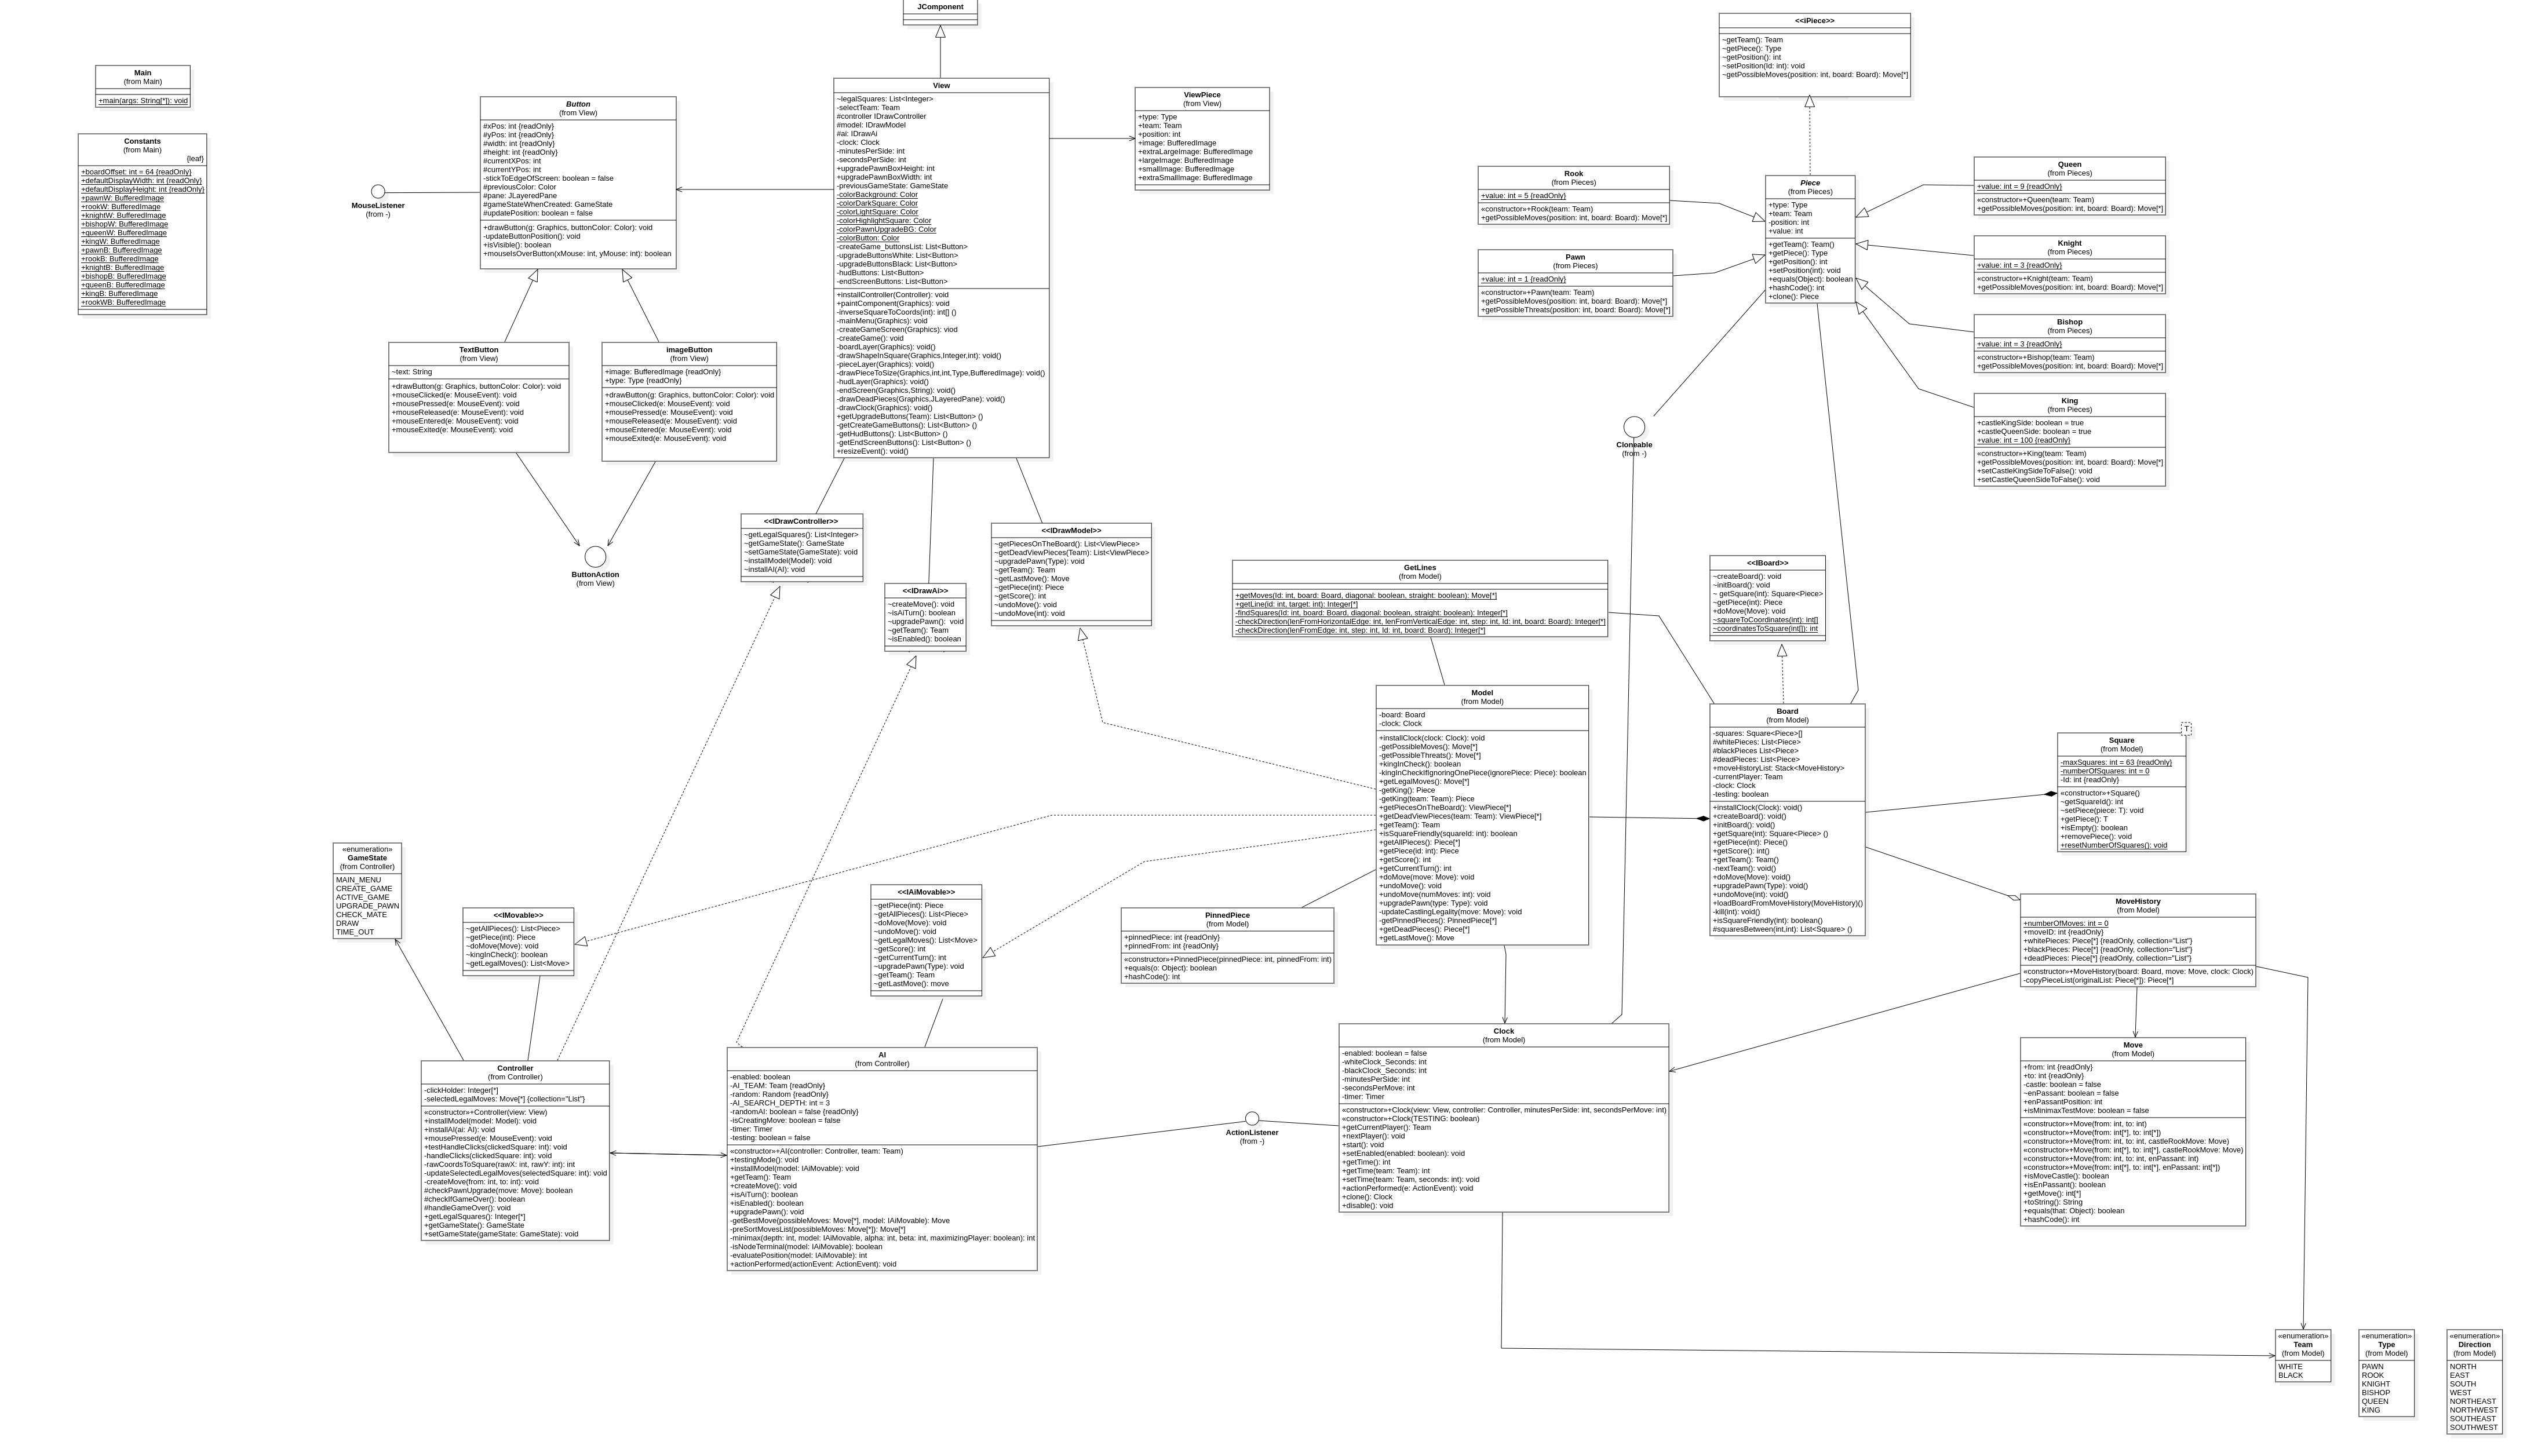 JComponent
<<iPiece>>
~getTeam(): Team
~getPiece(): Type
~getPosition(): int
~setPosition(Id: int): void
~getPossibleMoves(position: int, board: Board): Move[*]
Main
(from Main)
+main(args: String[*]): void
Constants
(from Main)
{leaf}
+boardOffset: int = 64 {readOnly}
+defaultDisplayWidth: int {readOnly}
+defaultDisplayHeight: int {readOnly}
+pawnW: BufferedImage
+rookW: BufferedImage
+knightW: BufferedImage
+bishopW: BufferedImage
+queenW: BufferedImage
+kingW: BufferedImage
+pawnB: BufferedImage
+rookB: BufferedImage
+knightB: BufferedImage
+bishopB: BufferedImage
+queenB: BufferedImage
+kingB: BufferedImage
+rookWB: BufferedImage
MouseListener
(from -)
Button
(from View)
#xPos: int {readOnly}
#yPos: int {readOnly}
#width: int {readOnly}
#height: int {readOnly}
#currentXPos: int
#currentYPos: int
-stickToEdgeOfScreen: boolean = false
#previousColor: Color
#pane: JLayeredPane
#gameStateWhenCreated: GameState
#updatePosition: boolean = false
+drawButton(g: Graphics, buttonColor: Color): void
-updateButtonPosition(): void
+isVisible(): boolean
+mouseIsOverButton(xMouse: int, yMouse: int): boolean
View
~legalSquares: List<Integer>
-selectTeam: Team
#controller IDrawController
#model: IDrawModel
#ai: IDrawAi
-clock: Clock
-minutesPerSide: int
-secondsPerSide: int
+upgradePawnBoxHeight: int
+upgradePawnBoxWidth: int
-previousGameState: GameState
-colorBackground: Color
-colorDarkSquare: Color
-colorLightSquare: Color
-colorHighlightSquare: Color
-colorPawnUpgradeBG: Color
-colorButton: Color
-createGame_buttonsList: List<Button>
-upgradeButtonsWhite: List<Button>
-upgradeButtonsBlack: List<Button>
-hudButtons: List<Button>
-endScreenButtons: List<Button>
+installController(Controller): void
+paintComponent(Graphics): void
-inverseSquareToCoords(int): int[] ()
-mainMenu(Graphics): void
-createGameScreen(Graphics): viod
-createGame(): void
-boardLayer(Graphics): void()
-drawShapeInSquare(Graphics,Integer,int): void()
-pieceLayer(Graphics): void()
-drawPieceToSize(Graphics,int,int,Type,BufferedImage): void()
-hudLayer(Graphics): void()
-endScreen(Graphics,String): void()
-drawDeadPieces(Graphics,JLayeredPane): void()
-drawClock(Graphics): void()
+getUpgradeButtons(Team): List<Button> ()
-getCreateGameButtons(): List<Button> ()
-getHudButtons(): List<Button> ()
-getEndScreenButtons(): List<Button> ()
+resizeEvent(): void()
ViewPiece
(from View)
+type: Type
+team: Team
+position: int
+image: BufferedImage
+extraLargeImage: BufferedImage
+largeImage: BufferedImage
+smallImage: BufferedImage
+extraSmallImage: BufferedImage
Rook
(from Pieces)
+value: int = 5 {readOnly}
«constructor»+Rook(team: Team)
+getPossibleMoves(position: int, board: Board): Move[*]
Pawn
(from Pieces)
+value: int = 1 {readOnly}
«constructor»+Pawn(team: Team)
+getPossibleMoves(position: int, board: Board): Move[*]
+getPossibleThreats(position: int, board: Board): Move[*]
Piece
(from Pieces)
+type: Type
+team: Team
-position: int
+value: int
+getTeam(): Team()
+getPiece(): Type
+getPosition(): int
+setPosition(int): void
+equals(Object): boolean
+hashCode(): int
+clone(): Piece
Queen
(from Pieces)
+value: int = 9 {readOnly}
«constructor»+Queen(team: Team)
+getPossibleMoves(position: int, board: Board): Move[*]
Knight
(from Pieces)
+value: int = 3 {readOnly}
«constructor»+Knight(team: Team)
+getPossibleMoves(position: int, board: Board): Move[*]
Bishop
(from Pieces)
+value: int = 3 {readOnly}
«constructor»+Bishop(team: Team)
+getPossibleMoves(position: int, board: Board): Move[*]
King
(from Pieces)
+castleKingSide: boolean = true
+castleQueenSide: boolean = true
+value: int = 100 {readOnly}
«constructor»+King(team: Team)
+getPossibleMoves(position: int, board: Board): Move[*]
+setCastleKingSideToFalse(): void
+setCastleQueenSideToFalse(): void
Cloneable
(from -)
TextButton
(from View)
~text: String
+drawButton(g: Graphics, buttonColor: Color): void
+mouseClicked(e: MouseEvent): void
+mousePressed(e: MouseEvent): void
+mouseReleased(e: MouseEvent): void
+mouseEntered(e: MouseEvent): void
+mouseExited(e: MouseEvent): void
imageButton
(from View)
+image: BufferedImage {readOnly}
+type: Type {readOnly}
+drawButton(g: Graphics, buttonColor: Color): void
+mouseClicked(e: MouseEvent): void
+mousePressed(e: MouseEvent): void
+mouseReleased(e: MouseEvent): void
+mouseEntered(e: MouseEvent): void
+mouseExited(e: MouseEvent): void
ButtonAction
(from View)
<<IDrawController>>
~getLegalSquares(): List<Integer>
~getGameState(): GameState
~setGameState(GameState): void
~installModel(Model): void
~installAI(AI): void
<<IDrawAi>>
~createMove(): void
~isAiTurn(): boolean
~upgradePawn(): void
~getTeam(): Team
~isEnabled(): boolean
<<IDrawModel>>
~getPiecesOnTheBoard(): List<ViewPiece>
~getDeadViewPieces(Team): List<ViewPiece>
~upgradePawn(Type): void
~getTeam(): Team
~getLastMove(): Move
~getPiece(int): Piece
~getScore(): int
~undoMove(): void
~undoMove(int): void
GetLines
(from Model)
+getMoves(Id: int, board: Board, diagonal: boolean, straight: boolean): Move[*]
+getLine(id: int, target: int): Integer[*]
-findSquares(Id: int, board: Board, diagonal: boolean, straight: boolean): Integer[*]
-checkDirection(lenFromHorizontalEdge: int, lenFromVerticalEdge: int, step: int, Id: int, board: Board): Integer[*]
-checkDirection(lenFromEdge: int, step: int, Id: int, board: Board): Integer[*]
<<IBoard>>
~createBoard(): void
~initBoard(): void
~ getSquare(int): Square<Piece>
~getPiece(int): Piece
+doMove(Move): void
~squareToCoordinates(int): int[]
~coordinatesToSquare(int[]): int
Model
(from Model)
-board: Board
-clock: Clock
+installClock(clock: Clock): void
-getPossibleMoves(): Move[*]
-getPossibleThreats(): Move[*]
+kingInCheck(): boolean
-kingInCheckIfIgnoringOnePiece(ignorePiece: Piece): boolean
+getLegalMoves(): Move[*]
-getKing(): Piece
-getKing(team: Team): Piece
+getPiecesOnTheBoard(): ViewPiece[*]
+getDeadViewPieces(team: Team): ViewPiece[*]
+getTeam(): Team
+isSquareFriendly(squareId: int): boolean
+getAllPieces(): Piece[*]
+getPiece(id: int): Piece
+getScore(): int
+getCurrentTurn(): int
+doMove(move: Move): void
+undoMove(): void
+undoMove(numMoves: int): void
+upgradePawn(type: Type): void
-updateCastlingLegality(move: Move): void
-getPinnedPieces(): PinnedPiece[*]
+getDeadPieces(): Piece[*]
+getLastMove(): Move
Board
(from Model)
-squares: Square<Piece>[]
#whitePieces: List<Piece>
#blackPieces List<Piece>
#deadPieces: List<Piece>
+moveHistoryList: Stack<MoveHistory>
-currentPlayer: Team
-clock: Clock
-testing: boolean
+installClock(Clock): void()
+createBoard(): void()
+initBoard(): void()
+getSquare(int): Square<Piece> ()
+getPiece(int): Piece()
+getScore(): int()
+getTeam(): Team()
-nextTeam(): void()
+doMove(Move): void()
+upgradePawn(Type): void()
+undoMove(int): void()
+loadBoardFromMoveHistory(MoveHistory)()
-kill(int): void()
+isSquareFriendly(int): boolean()
#squaresBetween(int,int): List<Square> ()
T
Square
(from Model)
-maxSquares: int = 63 {readOnly}
-numberOfSquares: int = 0
-Id: int {readOnly}
«constructor»+Square()
~getSquareId(): int
~setPiece(piece: T): void
+getPiece(): T
+isEmpty(): boolean
+removePiece(): void
+resetNumberOfSquares(): void
«enumeration»
GameState
(from Controller)
MAIN_MENU
CREATE_GAME
ACTIVE_GAME
UPGRADE_PAWN
CHECK_MATE
DRAW
TIME_OUT
<<IMovable>>
~getAllPieces(): List<Piece>
~getPiece(int): Piece
~doMove(Move): void
~kingInCheck(): boolean
~getLegalMoves(): List<Move>
<<IAiMovable>>
~getPiece(int): Piece
~getAllPieces(): List<Piece>
~doMove(Move): void
~undoMove(): void
~getLegalMoves(): List<Move>
~getScore(): int
~getCurrentTurn(): int
~upgradePawn(Type): void
~getTeam(): Team
~getLastMove(): move
PinnedPiece
(from Model)
+pinnedPiece: int {readOnly}
+pinnedFrom: int {readOnly}
«constructor»+PinnedPiece(pinnedPiece: int, pinnedFrom: int)
+equals(o: Object): boolean
+hashCode(): int
MoveHistory
(from Model)
+numberOfMoves: int = 0
+moveID: int {readOnly}
+whitePieces: Piece[*] {readOnly, collection="List"}
+blackPieces: Piece[*] {readOnly, collection="List"}
+deadPieces: Piece[*] {readOnly, collection="List"}
«constructor»+MoveHistory(board: Board, move: Move, clock: Clock)
-copyPieceList(originalList: Piece[*]): Piece[*]
Controller
(from Controller)
-clickHolder: Integer[*]
-selectedLegalMoves: Move[*] {collection="List"}
«constructor»+Controller(view: View)
+installModel(model: Model): void
+installAI(ai: AI): void
+mousePressed(e: MouseEvent): void
+testHandleClicks(clickedSquare: int): void
-handleClicks(clickedSquare: int): void
-rawCoordsToSquare(rawX: int, rawY: int): int
-updateSelectedLegalMoves(selectedSquare: int): void
-createMove(from: int, to: int): void
#checkPawnUpgrade(move: Move): boolean
#checkIfGameOver(): boolean
#handleGameOver(): void
+getLegalSquares(): Integer[*]
+getGameState(): GameState
+setGameState(gameState: GameState): void
AI
(from Controller)
-enabled: boolean
-AI_TEAM: Team {readOnly}
-random: Random {readOnly}
-AI_SEARCH_DEPTH: int = 3
-randomAI: boolean = false {readOnly}
-isCreatingMove: boolean = false
-timer: Timer
-testing: boolean = false
«constructor»+AI(controller: Controller, team: Team)
+testingMode(): void
+installModel(model: IAiMovable): void
+getTeam(): Team
+createMove(): void
+isAiTurn(): boolean
+isEnabled(): boolean
+upgradePawn(): void
-getBestMove(possibleMoves: Move[*], model: IAiMovable): Move
-preSortMovesList(possibleMoves: Move[*]): Move[*]
-minimax(depth: int, model: IAiMovable, alpha: int, beta: int, maximizingPlayer: boolean): int
-isNodeTerminal(model: IAiMovable): boolean
-evaluatePosition(model: IAiMovable): int
+actionPerformed(actionEvent: ActionEvent): void
ActionListener
(from -)
Clock
(from Model)
-enabled: boolean = false
-whiteClock_Seconds: int
-blackClock_Seconds: int
-minutesPerSide: int
-secondsPerMove: int
-timer: Timer
«constructor»+Clock(view: View, controller: Controller, minutesPerSide: int, secondsPerMove: int)
«constructor»+Clock(TESTING: boolean)
+getCurrentPlayer(): Team
+nextPlayer(): void
+start(): void
+setEnabled(enabled: boolean): void
+getTime(): int
+getTime(team: Team): int
+setTime(team: Team, seconds: int): void
+actionPerformed(e: ActionEvent): void
+clone(): Clock
+disable(): void
Move
(from Model)
+from: int {readOnly}
+to: int {readOnly}
-castle: boolean = false
~enPassant: boolean = false
+enPassantPosition: int
+isMinimaxTestMove: boolean = false
«constructor»+Move(from: int, to: int)
«constructor»+Move(from: int[*], to: int[*])
«constructor»+Move(from: int, to: int, castleRookMove: Move)
«constructor»+Move(from: int[*], to: int[*], castleRookMove: Move)
«constructor»+Move(from: int, to: int, enPassant: int)
«constructor»+Move(from: int[*], to: int[*], enPassant: int[*])
+isMoveCastle(): boolean
+isEnPassant(): boolean
+getMove(): int[*]
+toString(): String
+equals(that: Object): boolean
+hashCode(): int
«enumeration»
Team
(from Model)
WHITE
BLACK
«enumeration»
Type
(from Model)
PAWN
ROOK
KNIGHT
BISHOP
QUEEN
KING
«enumeration»
Direction
(from Model)
NORTH
EAST
SOUTH
WEST
NORTHEAST
NORTHWEST
SOUTHEAST
SOUTHWEST